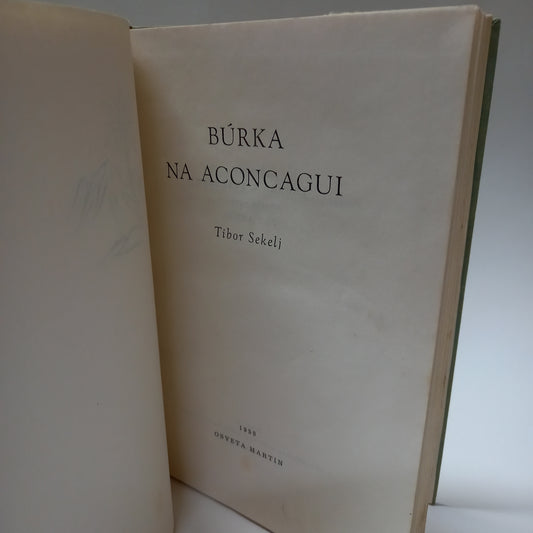 BÚRKA
NA ACONCAGUI
Tibor Sekelj
OSVETA MARTIN